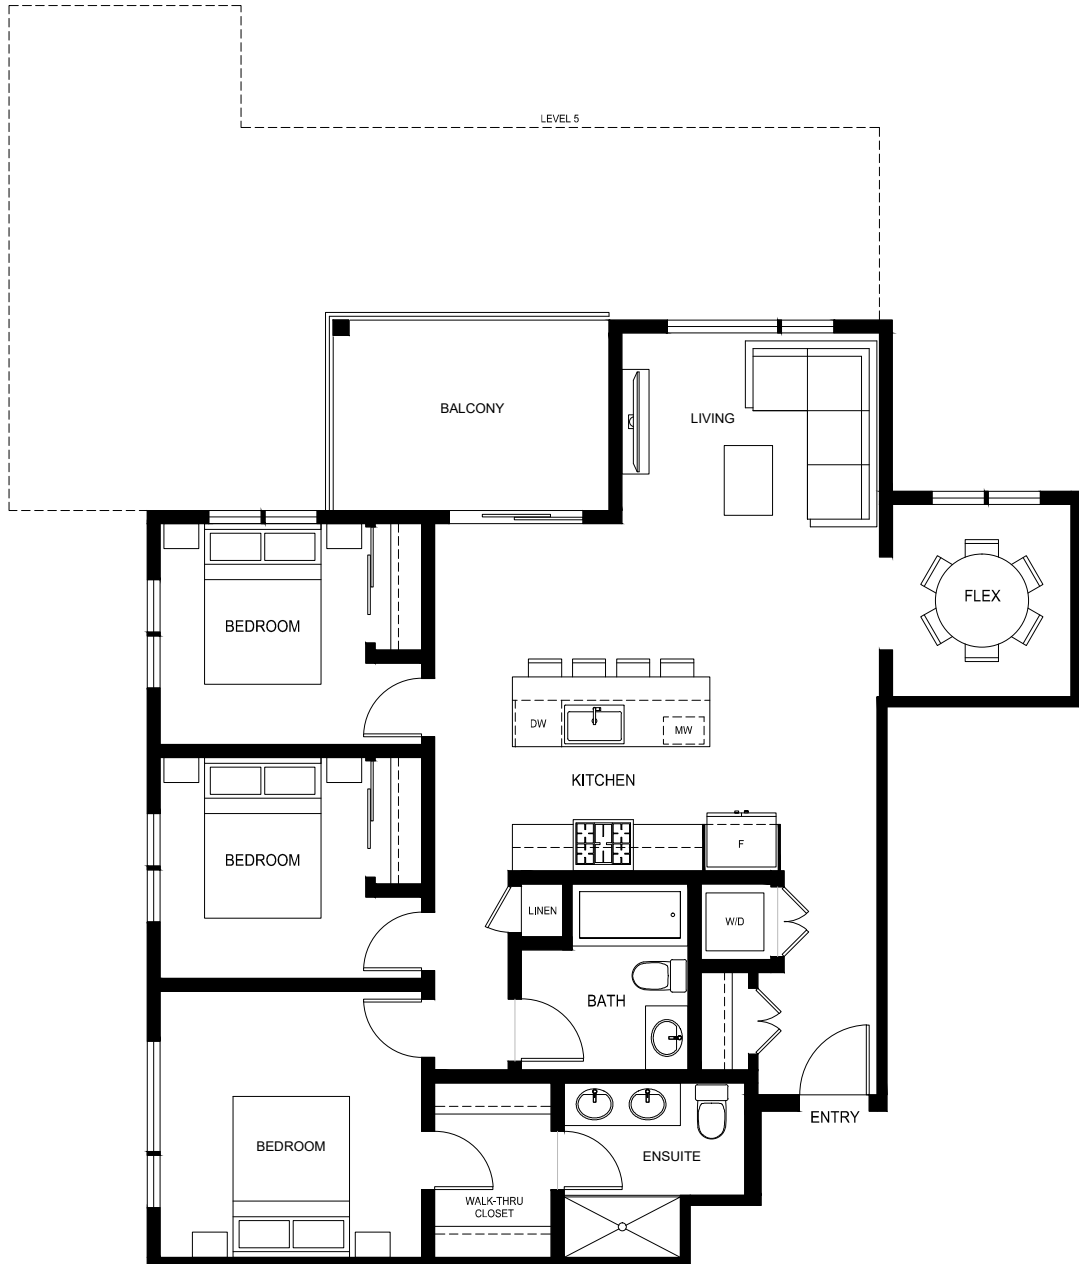 LEVEL 5
BALCONY
LIVING
FLEX
BEDROOM
DW
MW
KITCHEN
F
BEDROOM
LINEN
W/D
BATH
ENTRY
BEDROOM
ENSUITE
WALK-THRU
CLOSET